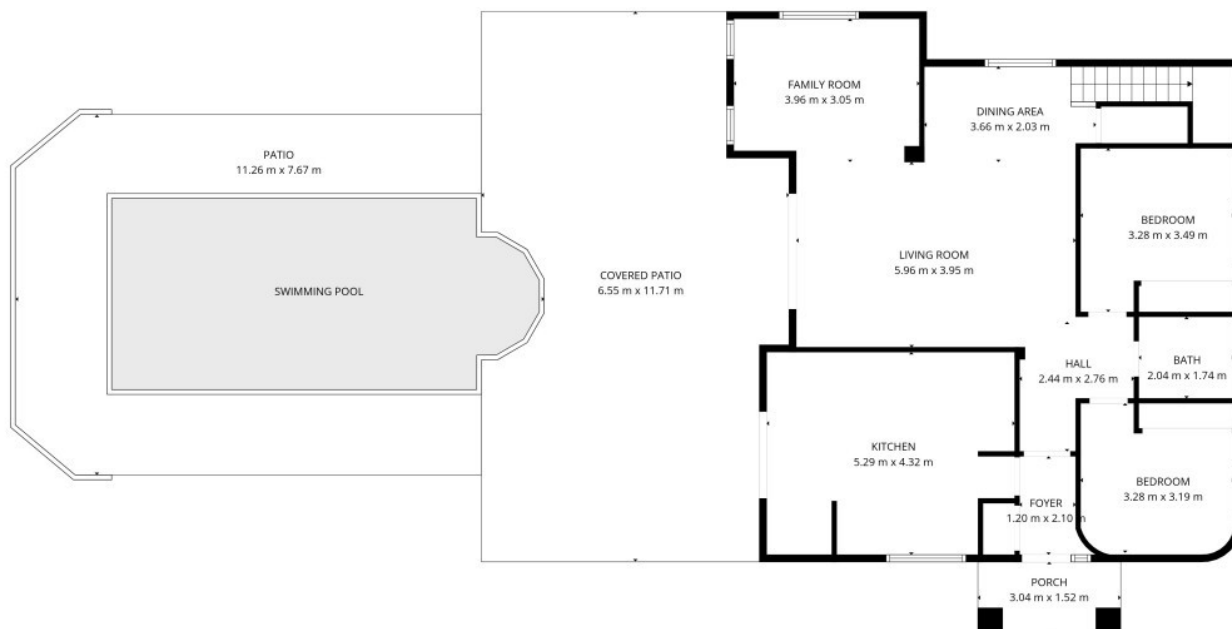 FAMILY ROOM
3.96 m x 3.05 m
DINING AREA
3.66 m x 2.03 m
PATIO
11.26 m x 7.67 m
BEDROOM
3.28 m x 3.49 m
LIVING ROOM
5.96 m x 3.95 m
COVERED PATIO
6.55 m x 11.71 m
SWIMMING POOL
HALL
2.44 m x 2.76 m
BATH
2.04 m x 1.74 m
KITCHEN
5.29 m x 4.32 m
BEDROOM
3.28 m x 3.19 m
FOYER
1.20 m x 2.10 m
PORCH
3.04 m x 1.52 m